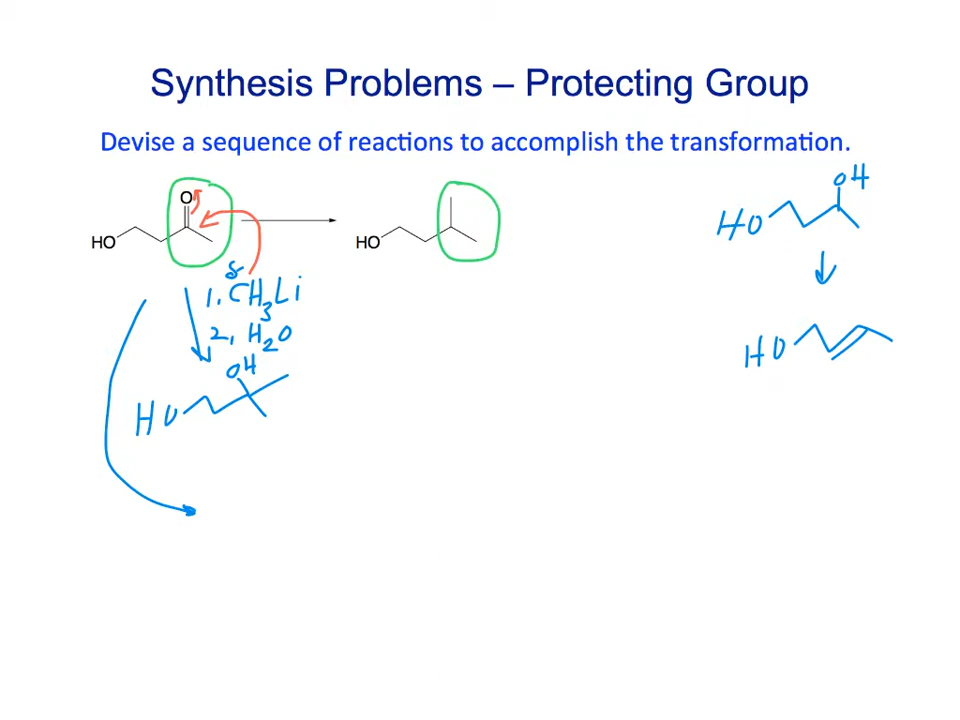 Synthesis Problems – Protecting Group
Devise a sequence of reactions to accomplish the transformation.
OH
O
HO
HO
HO
1. CH3Li
2, H2O
OH
HO
HO